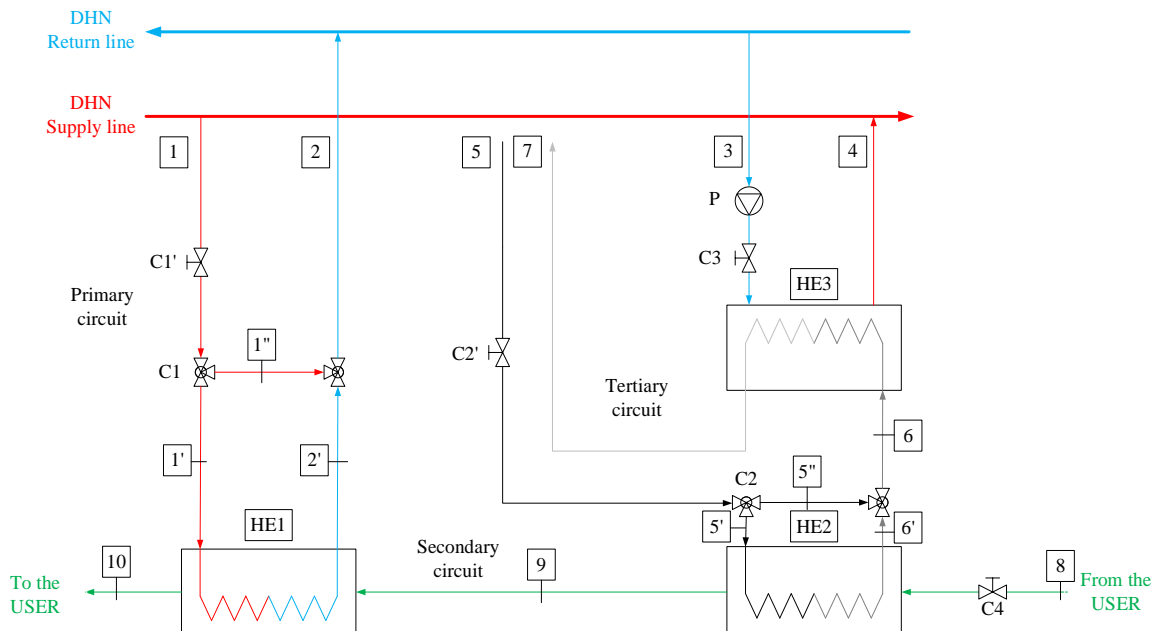 DHN
Return line
DHN
Supply line
1
2
5
7
3
4
P
C1'
C3
HE3
Primary
circuit
1"
C2'
C1
Tertiary
circuit
6
1'
2'
C2
5"
5'
HE2
6'
HE1
Secondary
circuit
10
9
8
To the
USER
From the
USER
C4